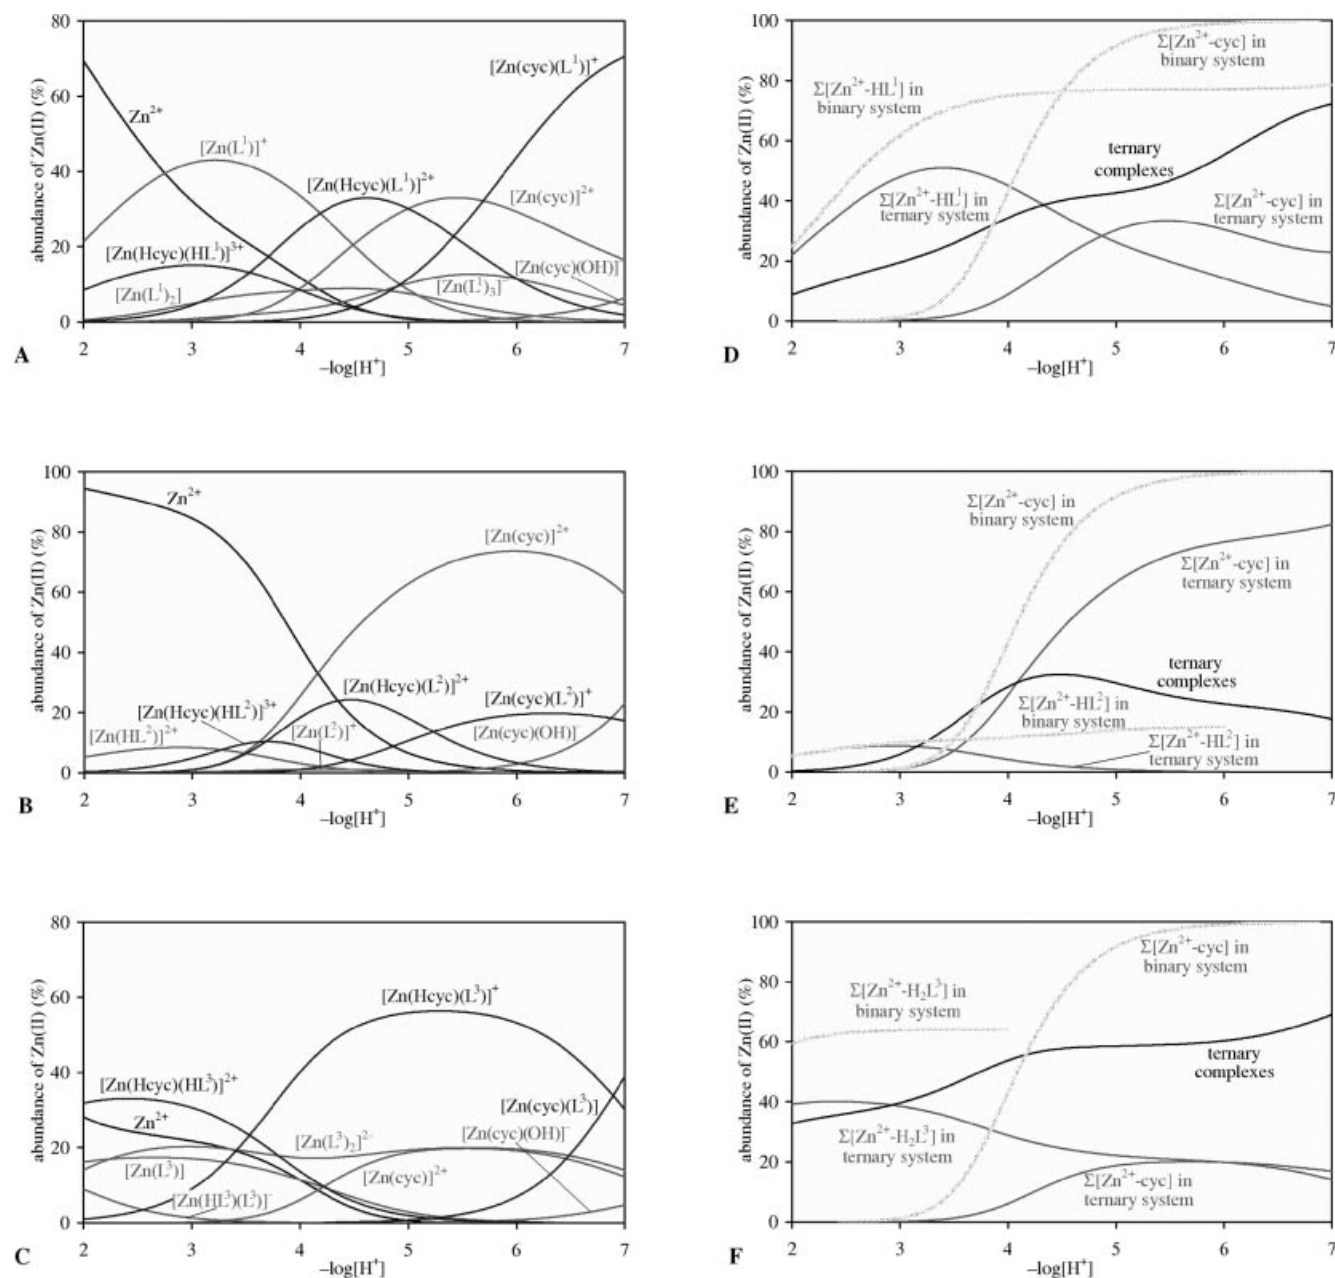 80
60
40
20
0
abundance of Zn(II) (%)
Zn²⁺
[Zn(L¹)]⁺
[Zn(Hcyc)(L¹)]²⁺
[Zn(cyc)(L¹)]⁺
[Zn(cyc)]²⁺
[Zn(Hcyc)(HL¹)]³⁺
[Zn(cyc)(OH)]⁻
[Zn(L¹)₂]
[Zn(L¹)₃]⁻
2 3 4 5 6 7
A
–log[H⁺]
100
80
60
40
20
0
abundance of Zn(II) (%)
Σ[Zn²⁺-cyc] in
binary system
Σ[Zn²⁺-HL¹] in
binary system
ternary
complexes
Σ[Zn²⁺-HL¹] in
ternary system
Σ[Zn²⁺-cyc] in
ternary system
2 3 4 5 6 7
D
–log[H⁺]
100
80
60
40
20
0
abundance of Zn(II) (%)
Zn²⁺
[Zn(cyc)]²⁺
[Zn(Hcyc)(L²)]²⁺
[Zn(Hcyc)(HL²)]³⁺
[Zn(cyc)(L²)]⁺
[Zn(HL²)]²⁺
[Zn(L²)]⁺
[Zn(cyc)(OH)]⁻
2 3 4 5 6 7
B
–log[H⁺]
100
80
60
40
20
0
abundance of Zn(II) (%)
Σ[Zn²⁺-cyc] in
binary system
Σ[Zn²⁺-cyc] in
ternary system
ternary
complexes
Σ[Zn²⁺-HL²] in
binary system
Σ[Zn²⁺-HL²] in
ternary system
2 3 4 5 6 7
E
–log[H⁺]
80
60
40
20
0
abundance of Zn(II) (%)
[Zn(Hcyc)(L³)]⁺
[Zn(Hcyc)(HL³)]²⁺
Zn²⁺
[Zn(cyc)(L³)]
[Zn(L³)₂]²⁻
[Zn(cyc)(OH)]⁻
[Zn(L³)]
[Zn(cyc)]²⁺
[Zn(HL³)(L³)]⁻
2 3 4 5 6 7
C
–log[H⁺]
100
80
60
40
20
0
abundance of Zn(II) (%)
Σ[Zn²⁺-cyc] in
binary system
Σ[Zn²⁺-H₂L³] in
binary system
ternary
complexes
Σ[Zn²⁺-H₂L³] in
ternary system
Σ[Zn²⁺-cyc] in
ternary system
2 3 4 5 6 7
F
–log[H⁺]